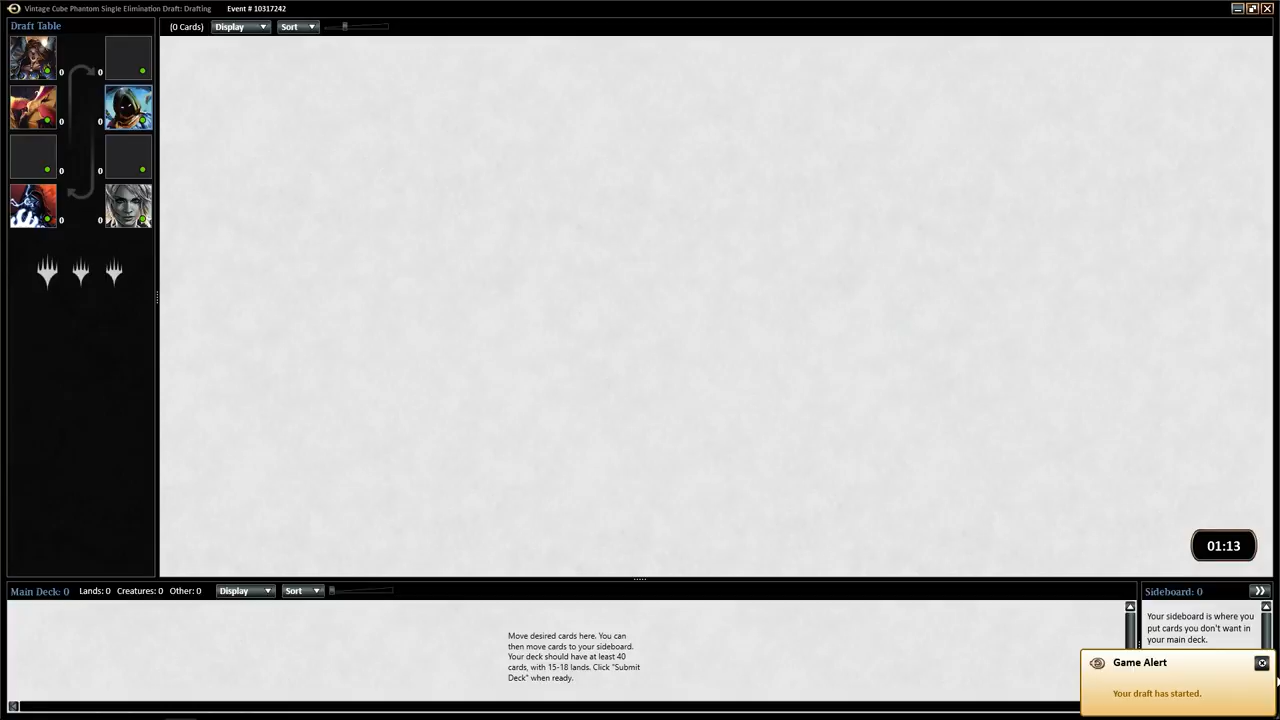 Vintage Cube Phantom Single Elimination Draft: Drafting Event # 10317242
Draft Table
(0 Cards) Display Sort
0 0
0 0
0 0
0 0
01:13
Main Deck: 0 Lands: 0 Creatures: 0 Other: 0 Display Sort
Sideboard: 0
Move desired cards here. You can
then move cards to your sideboard.
Your deck should have at least 40
cards, with 15-18 lands. Click "Submit
Deck" when ready.
Your sideboard is where you
put cards you don't want in
your main deck.
Game Alert
Your draft has started.